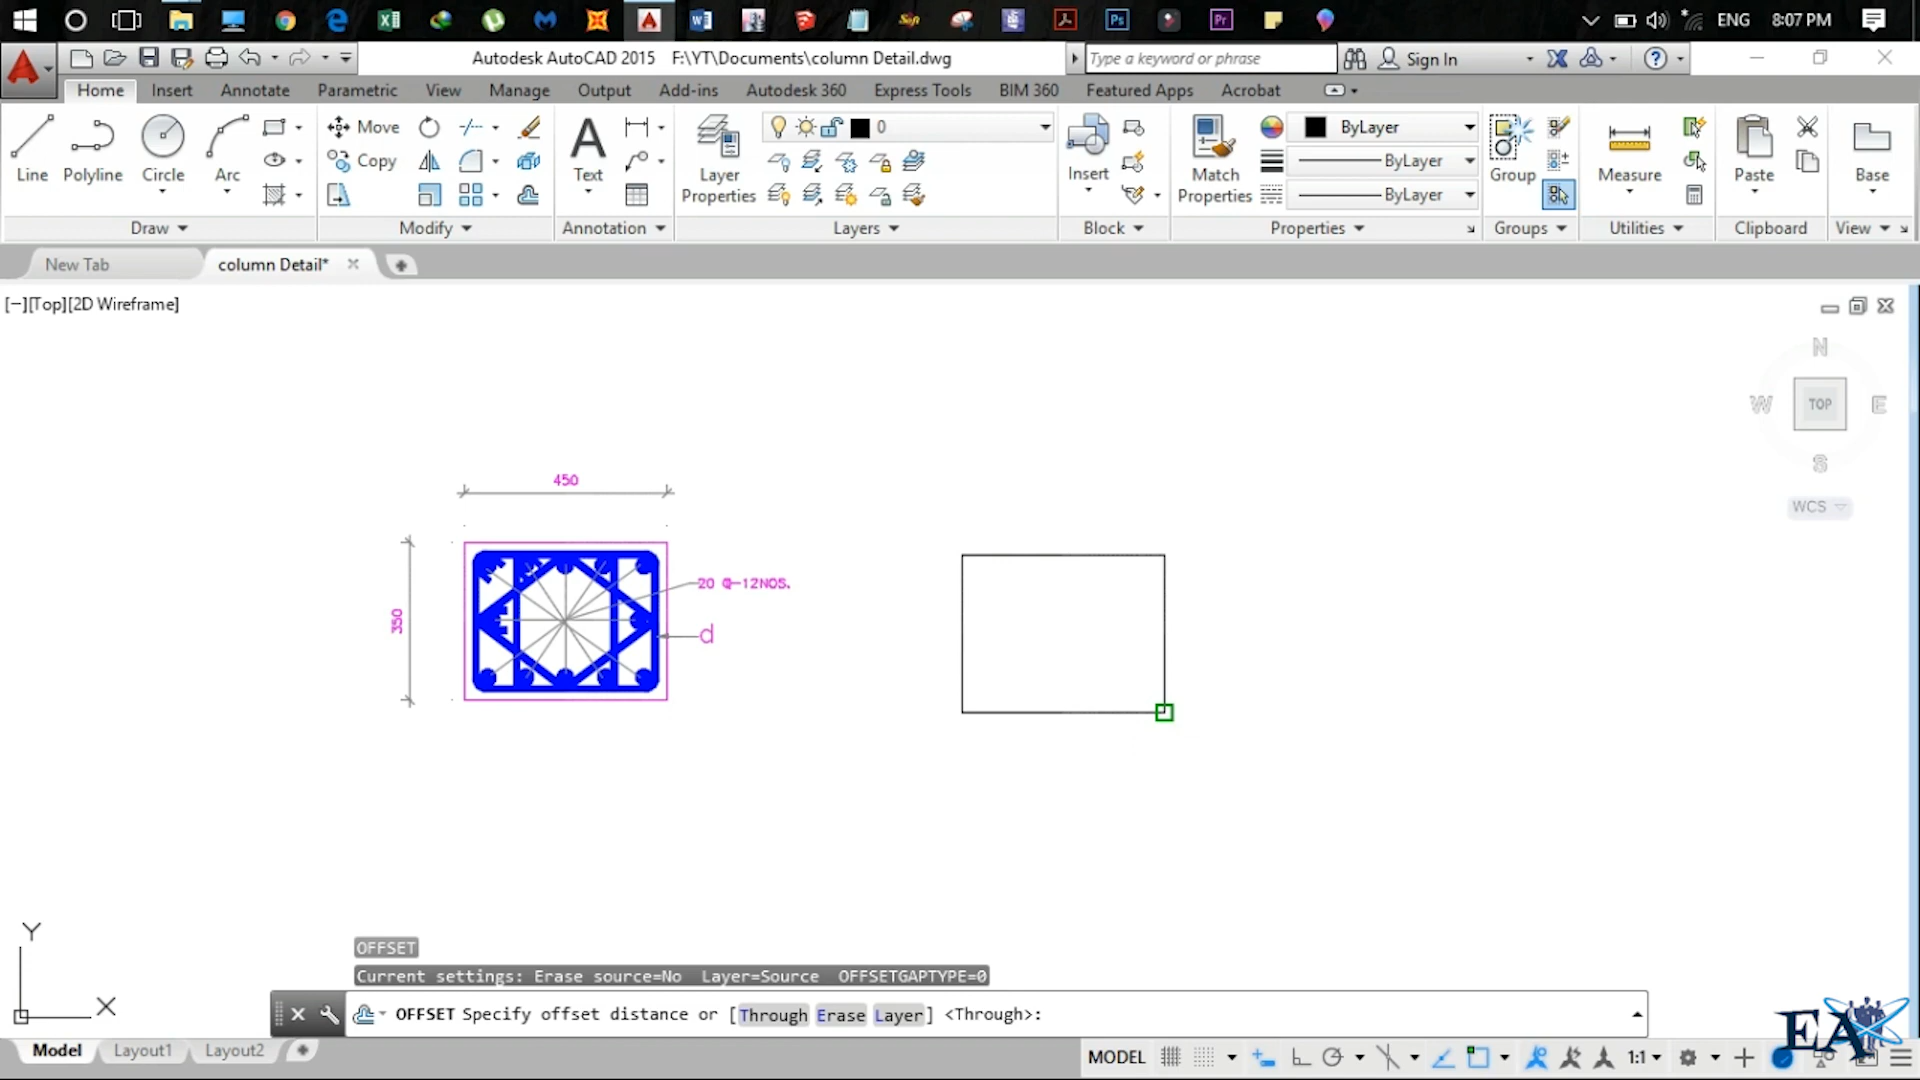 ENG 8:07 PM
Autodesk AutoCAD 2015 F:\YT\Documents\column Detail.dwg
Type a keyword or phrase
Sign In
Home Insert Annotate Parametric View Manage Output Add-ins Autodesk 360 Express Tools BIM 360 Featured Apps Acrobat
Line Polyline Circle Arc
Move
Copy
Text
Layer Properties
0
Insert
Match Properties
ByLayer
ByLayer
ByLayer
Group
Measure
Paste
Base
Draw Modify Annotation Layers Block Properties Groups Utilities Clipboard View
New Tab column Detail*
[−][Top][2D Wireframe]
N
W TOP E
S
WCS
450
350
20 @-12NOS.
d
Y
X
OFFSET
Current settings: Erase source=No Layer=Source OFFSETGAPTYPE=0
OFFSET Specify offset distance or [Through Erase Layer] <Through>:
Model Layout1 Layout2
MODEL 1:1
EA